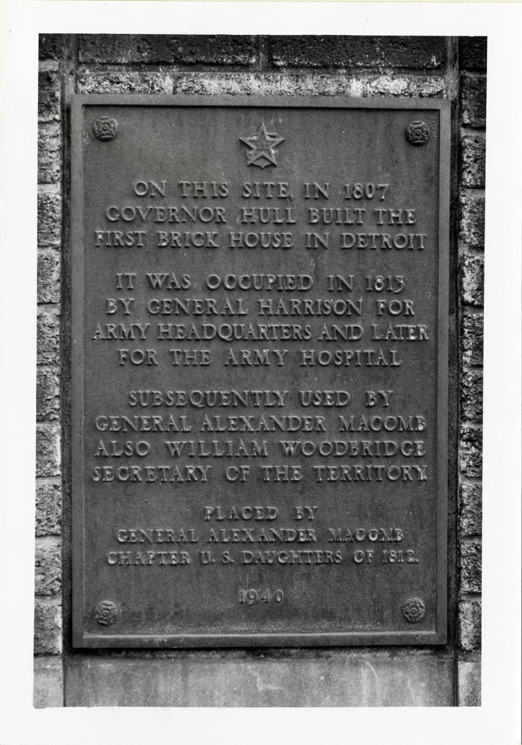 ON THIS SITE, IN 1807
GOVERNOR HULL BUILT THE
FIRST BRICK HOUSE IN DETROIT
IT WAS OCCUPIED IN 1813
BY GENERAL HARRISON FOR
ARMY HEADQUARTERS AND LATER
FOR THE ARMY HOSPITAL
SUBSEQUENTLY USED BY
GENERAL ALEXANDER MACOMB
ALSO WILLIAM WOODBRIDGE
SECRETARY OF THE TERRITORY.
PLACED BY
GENERAL ALEXANDER MACOMB
CHAPTER U. S. DAUGHTERS OF 1812.
1940